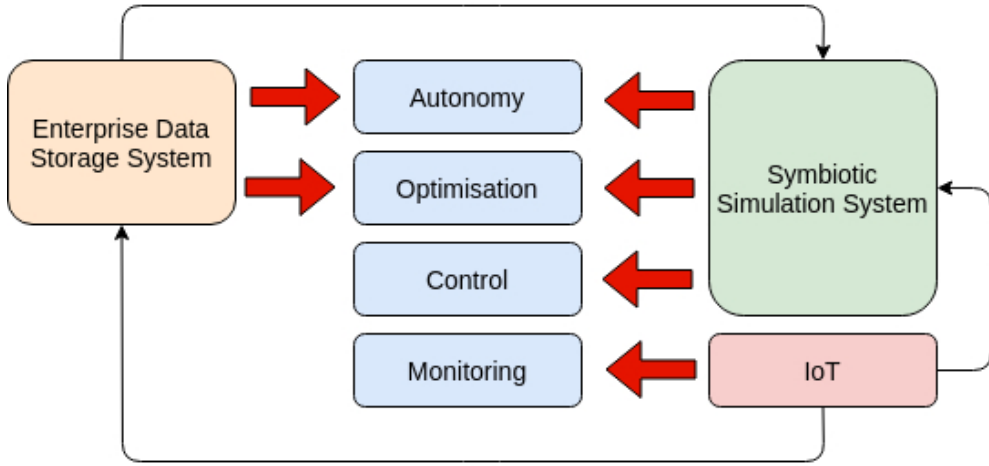 Enterprise Data
Storage System
Autonomy
Optimisation
Control
Monitoring
Symbiotic
Simulation System
IoT